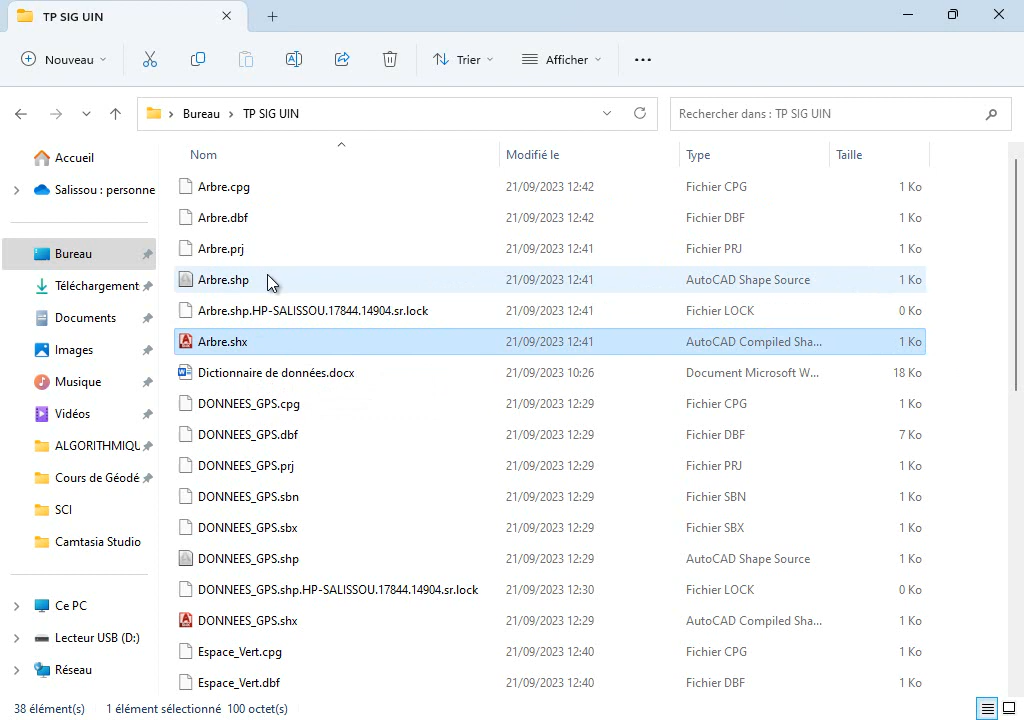 TP SIG UIN
Nouveau
Trier
Afficher
Bureau
TP SIG UIN
Rechercher dans : TP SIG UIN
Nom
Modifié le
Type
Taille
Accueil
Salissou : personne
Bureau
Téléchargement
Documents
Images
Musique
Vidéos
ALGORITHMIQU
Cours de Géodé
SCI
Camtasia Studio
Ce PC
Lecteur USB (D:)
Réseau
Arbre.cpg 21/09/2023 12:42 Fichier CPG 1 Ko
Arbre.dbf 21/09/2023 12:42 Fichier DBF 1 Ko
Arbre.prj 21/09/2023 12:41 Fichier PRJ 1 Ko
Arbre.shp 21/09/2023 12:41 AutoCAD Shape Source 1 Ko
Arbre.shp.HP-SALISSOU.17844.14904.sr.lock 21/09/2023 12:41 Fichier LOCK 0 Ko
Arbre.shx 21/09/2023 12:41 AutoCAD Compiled Sha... 1 Ko
Dictionnaire de données.docx 21/09/2023 10:26 Document Microsoft W... 18 Ko
DONNEES_GPS.cpg 21/09/2023 12:29 Fichier CPG 1 Ko
DONNEES_GPS.dbf 21/09/2023 12:29 Fichier DBF 7 Ko
DONNEES_GPS.prj 21/09/2023 12:29 Fichier PRJ 1 Ko
DONNEES_GPS.sbn 21/09/2023 12:29 Fichier SBN 1 Ko
DONNEES_GPS.sbx 21/09/2023 12:29 Fichier SBX 1 Ko
DONNEES_GPS.shp 21/09/2023 12:29 AutoCAD Shape Source 1 Ko
DONNEES_GPS.shp.HP-SALISSOU.17844.14904.sr.lock 21/09/2023 12:30 Fichier LOCK 0 Ko
DONNEES_GPS.shx 21/09/2023 12:29 AutoCAD Compiled Sha... 1 Ko
Espace_Vert.cpg 21/09/2023 12:40 Fichier CPG 1 Ko
Espace_Vert.dbf 21/09/2023 12:40 Fichier DBF 1 Ko
38 élément(s) 1 élément sélectionné 100 octet(s)